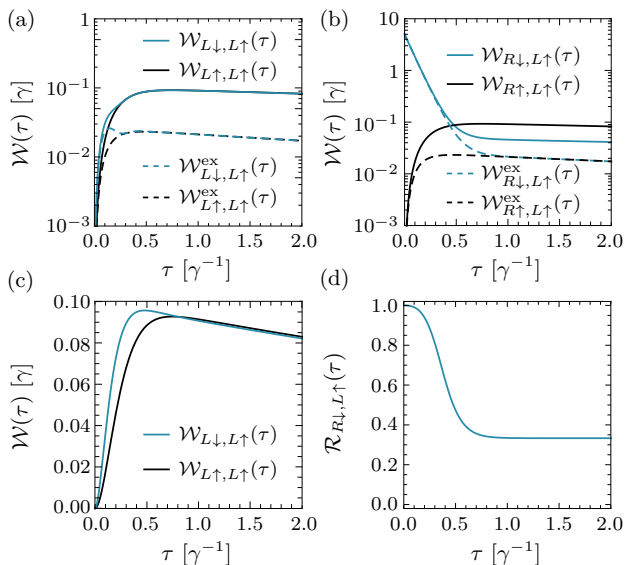 (a)
𝒲(τ) [γ]
10⁰
10⁻¹
10⁻²
10⁻³
𝒲_{L↓,L↑}(τ)
𝒲_{L↑,L↑}(τ)
𝒲^{ex}_{L↓,L↑}(τ)
𝒲^{ex}_{L↑,L↑}(τ)
0.0 0.5 1.0 1.5 2.0
τ [γ⁻¹]
(b)
𝒲(τ) [γ]
10¹
10⁰
10⁻¹
10⁻²
10⁻³
𝒲_{R↓,L↑}(τ)
𝒲_{R↑,L↑}(τ)
𝒲^{ex}_{R↓,L↑}(τ)
𝒲^{ex}_{R↑,L↑}(τ)
0.0 0.5 1.0 1.5 2.0
τ [γ⁻¹]
(c)
𝒲(τ) [γ]
0.10
0.08
0.06
0.04
0.02
0.00
𝒲_{L↓,L↑}(τ)
𝒲_{L↑,L↑}(τ)
0.0 0.5 1.0 1.5 2.0
τ [γ⁻¹]
(d)
ℛ_{R↓,L↑}(τ)
1.0
0.8
0.6
0.4
0.2
0.0
0.0 0.5 1.0 1.5 2.0
τ [γ⁻¹]